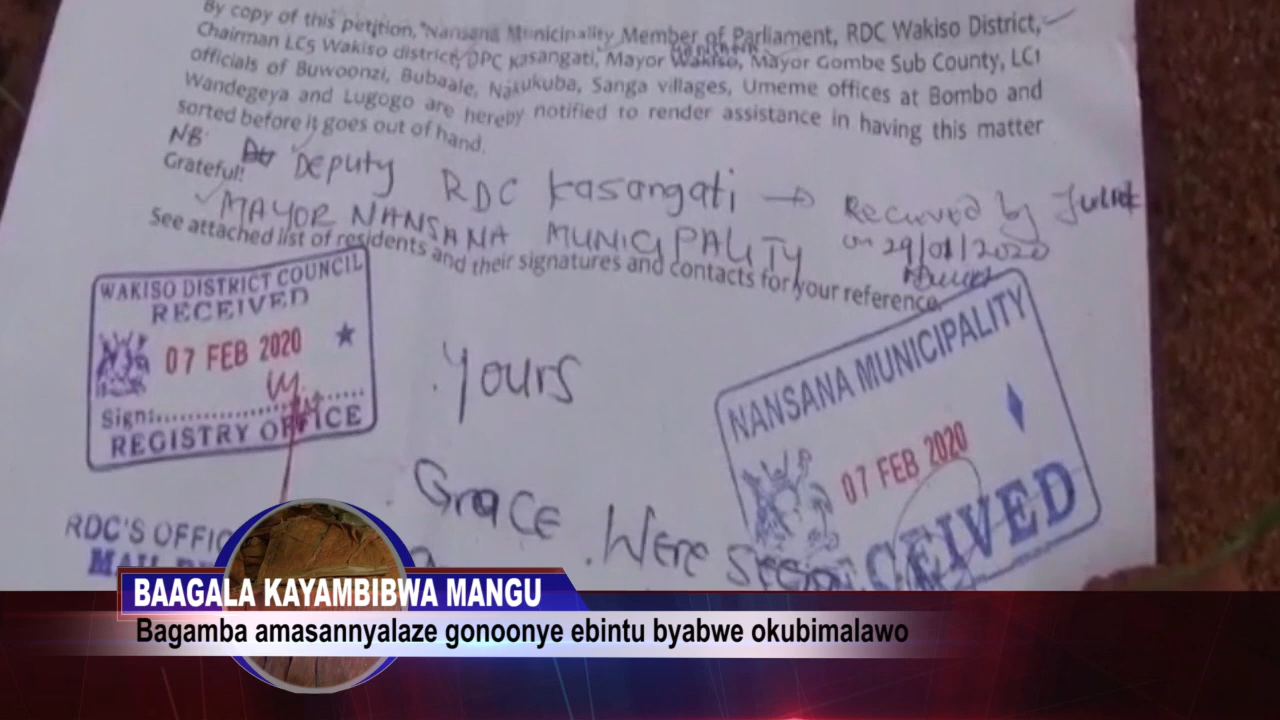 By copy of this petition, "Nansana Municipality Member of Parliament, RDC Wakiso District,
Chairman LC5 Wakiso district, DPC Kasangati, Mayor Wakiso, Mayor Gombe Sub County, LC1
officials of Buwoonzi, Bubaale, Nakukuba, Sanga villages, Umeme offices at Bombo and
Wandegeya and Lugogo are hereby notified to render assistance in having this matter
sorted before it goes out of hand.
NB: Deputy RDC Kasangati → Recieved by Juliet
Grateful!
MAYOR NANSANA MUNICIPALITY on 29/01/2020
See attached list of residents and their signatures and contacts for your reference.
WAKISO DISTRICT COUNCIL
RECEIVED
07 FEB 2020
Sign:
REGISTRY OFFICE
Yours
NANSANA MUNICIPALITY
07 FEB 2020
RECEIVED
Grace Were
RDC'S OFFIC
BAAGALA KAYAMBIBWA MANGU
Bagamba amasannyalaze gonoonye ebintu byabwe okubimalawo